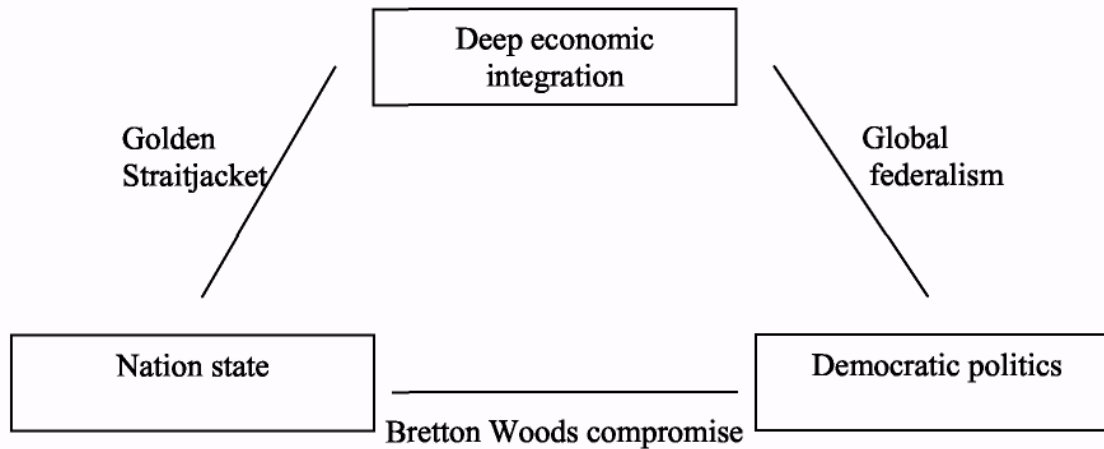 Deep economic
integration
Golden
Straitjacket
Global
federalism
Nation state
Democratic politics
Bretton Woods compromise